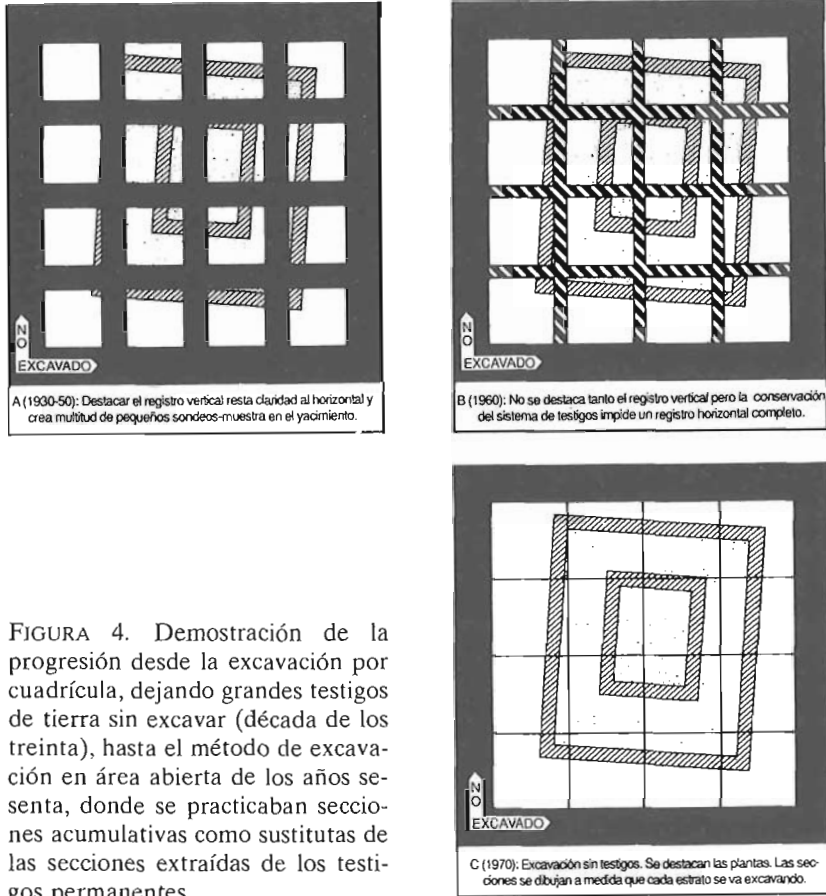 NO
EXCAVADO
A (1930-50): Destacar el registro vertical resta claridad al horizontal y
crea multitud de pequeños sondeos-muestra en el yacimiento.
NO
EXCAVADO
B (1960): No se destaca tanto el registro vertical pero la conservación
del sistema de testigos impide un registro horizontal completo.
FIGURA 4. Demostración de la
progresión desde la excavación por
cuadrícula, dejando grandes testigos
de tierra sin excavar (década de los
treinta), hasta el método de excava-
ción en área abierta de los años se-
senta, donde se practicaban seccio-
nes acumulativas como sustitutas de
las secciones extraídas de los testi-
gos permanentes
NO
EXCAVADO
C (1970): Excavación sin testigos. Se destacan las plantas. Las sec-
ciones se dibujan a medida que cada estrato se va excavando.